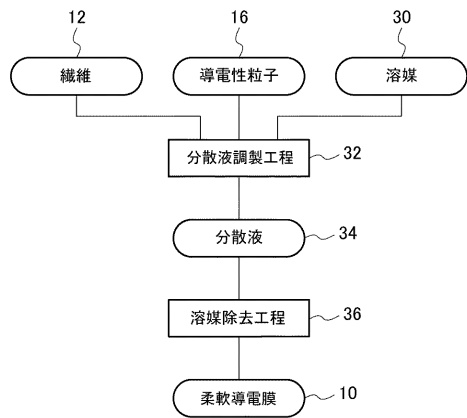 12
16
30
繊維
導電性粒子
溶媒
分散液調製工程
32
分散液
34
溶媒除去工程
36
柔軟導電膜
10